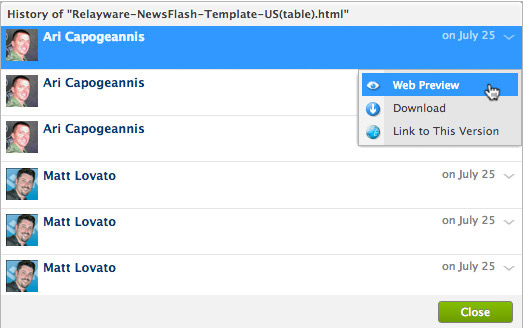 History of "Relayware-NewsFlash-Template-US(table).html"
Ari Capogeannis on July 25
Ari Capogeannis
Web Preview
Download
Ari Capogeannis
Link to This Version
Matt Lovato on July 25
Matt Lovato on July 25
Matt Lovato on July 25
Close